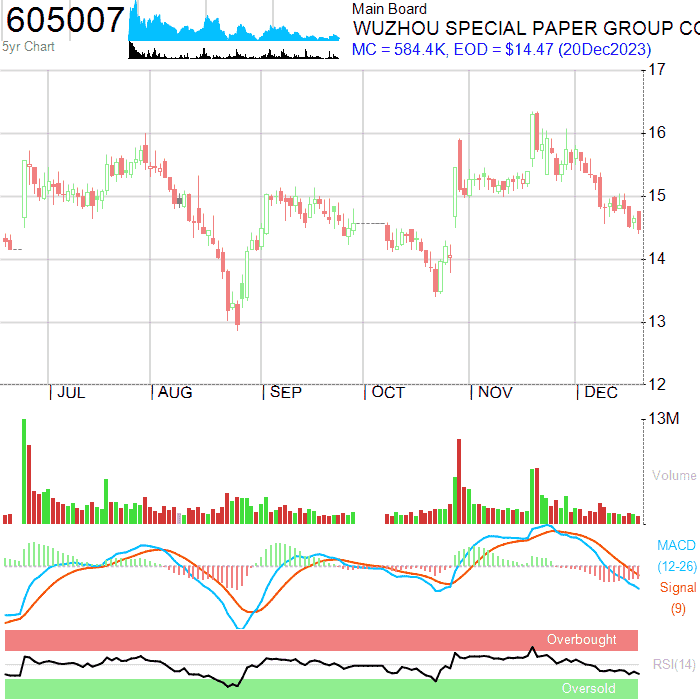 605007
5yr Chart
Main Board
WUZHOU SPECIAL PAPER GROUP CO
MC = 584.4K, EOD = $14.47 (20Dec2023)
17
16
15
14
13
12
JUL AUG SEP OCT NOV DEC
13M
Volume
MACD
(12-26)
Signal
(9)
Overbought
RSI(14)
Oversold